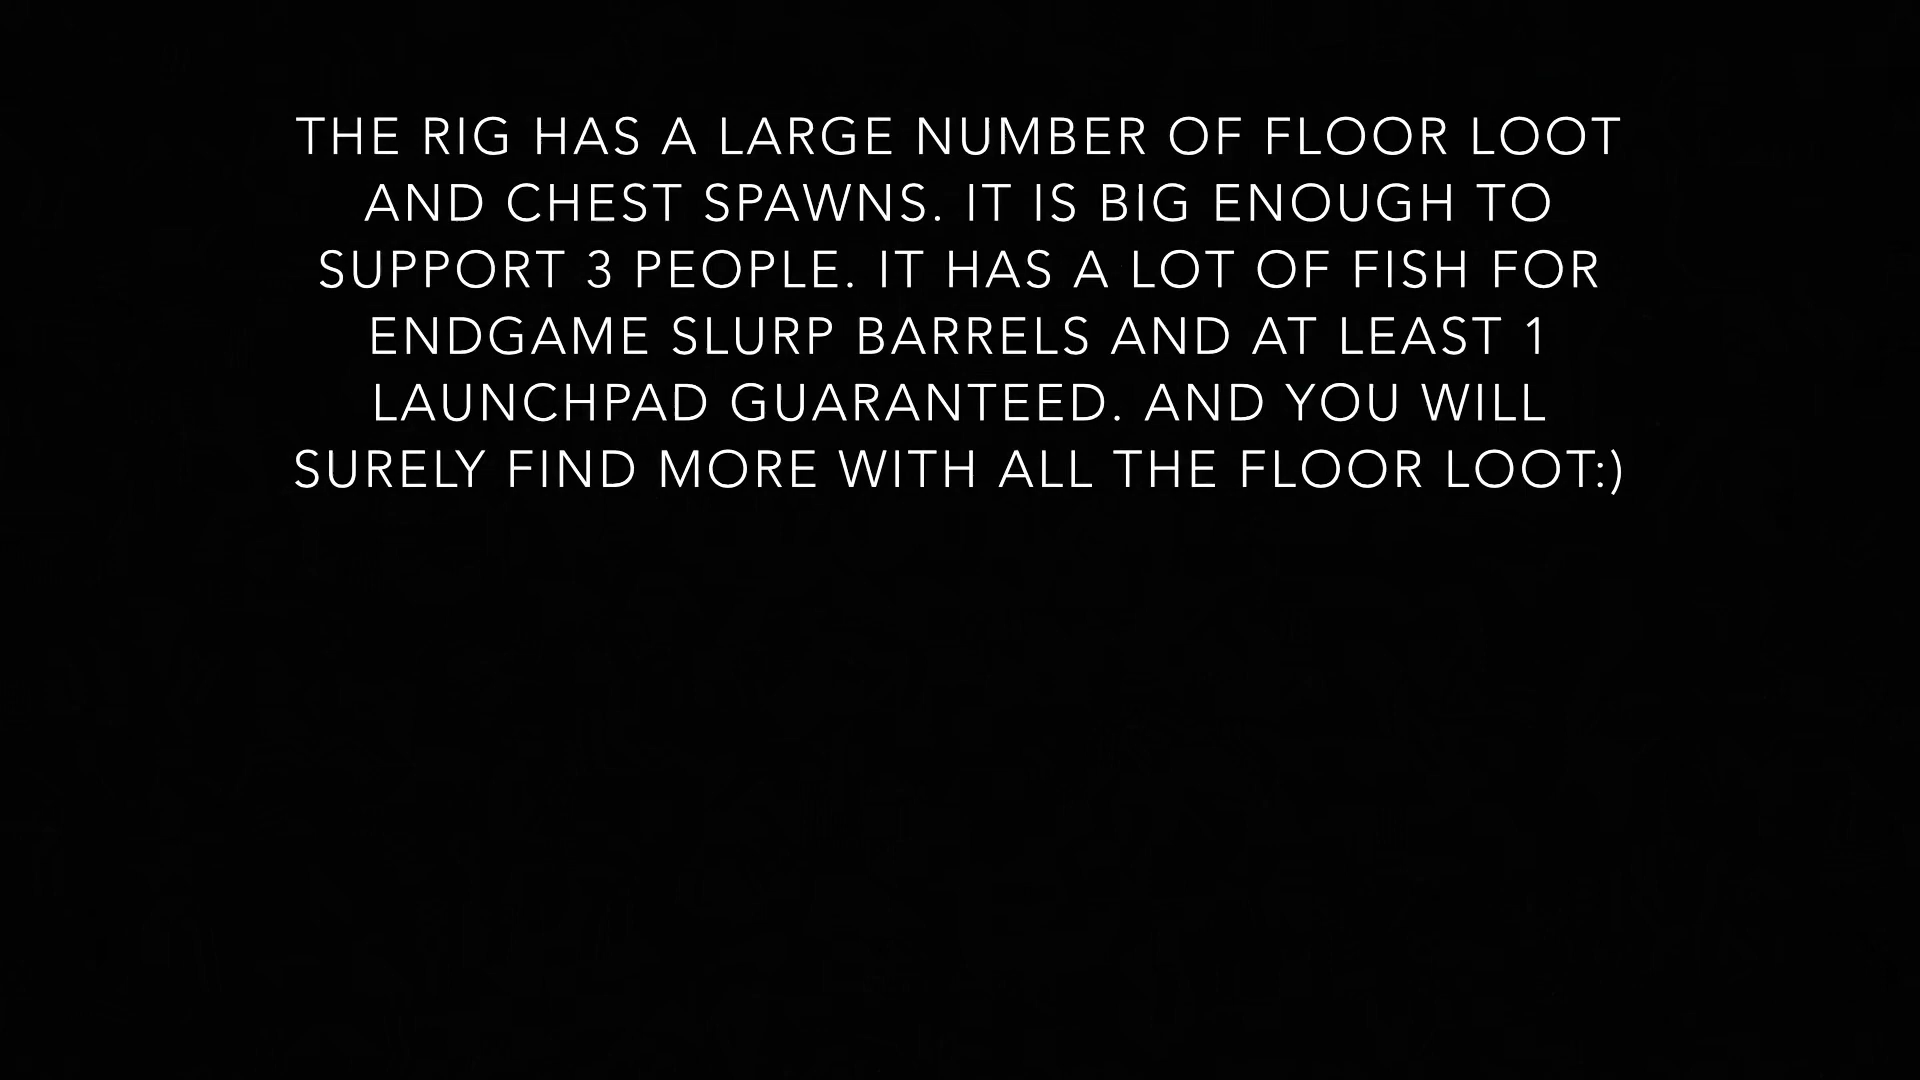 THE RIG HAS A LARGE NUMBER OF FLOOR LOOT
AND CHEST SPAWNS. IT IS BIG ENOUGH TO
SUPPORT 3 PEOPLE. IT HAS A LOT OF FISH FOR
ENDGAME SLURP BARRELS AND AT LEAST 1
LAUNCHPAD GUARANTEED. AND YOU WILL
SURELY FIND MORE WITH ALL THE FLOOR LOOT:)